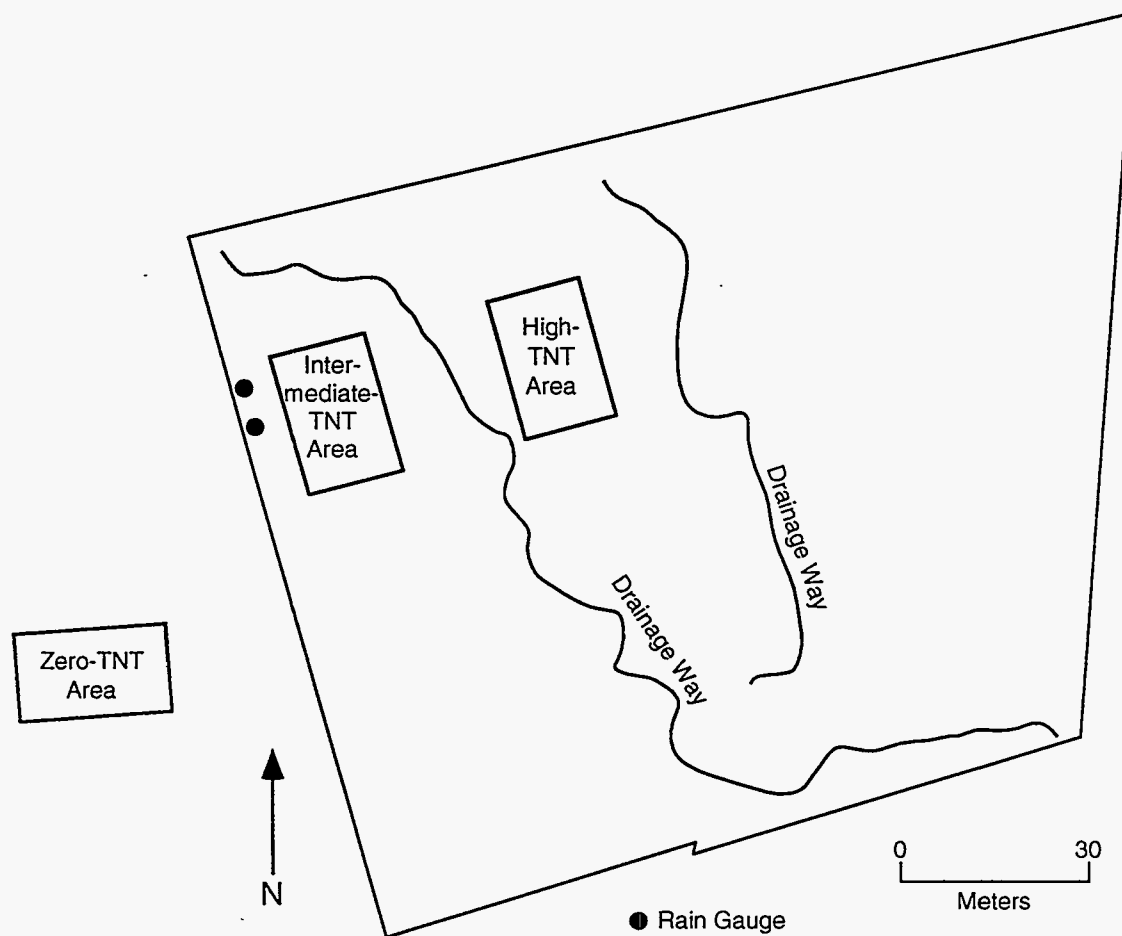 High-
TNT
Area
Inter-
mediate-
TNT
Area
Drainage Way
Drainage Way
Zero-TNT
Area
N
0 30
Meters
Rain Gauge